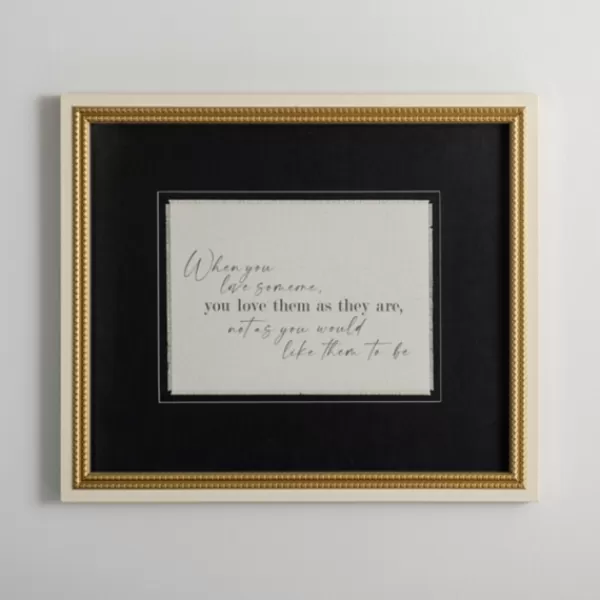 When you
love someone,
you love them as they are,
not as you would
like them to be